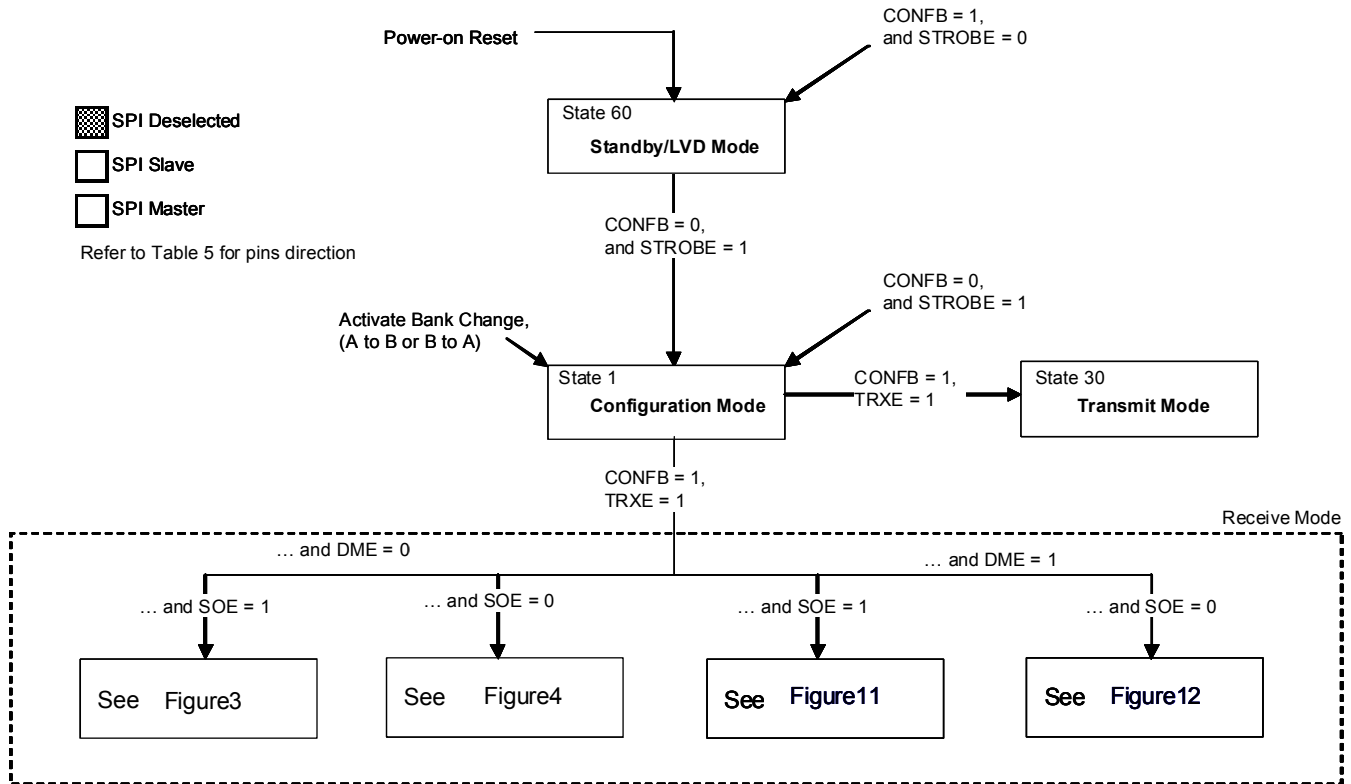 CONFB = 1,
and STROBE = 0
Power-on Reset
State 60
Standby/LVD Mode
SPI Deselected
SPI Slave
SPI Master
Refer to Table 5 for pins direction
CONFB = 0,
and STROBE = 1
CONFB = 0,
and STROBE = 1
Activate Bank Change,
(A to B or B to A)
State 1
Configuration Mode
CONFB = 1,
TRXE = 1
State 30
Transmit Mode
CONFB = 1,
TRXE = 1
Receive Mode
... and DME = 0
... and DME = 1
... and SOE = 1
... and SOE = 0
... and SOE = 1
... and SOE = 0
See Figure3
See Figure4
See Figure11
See Figure12